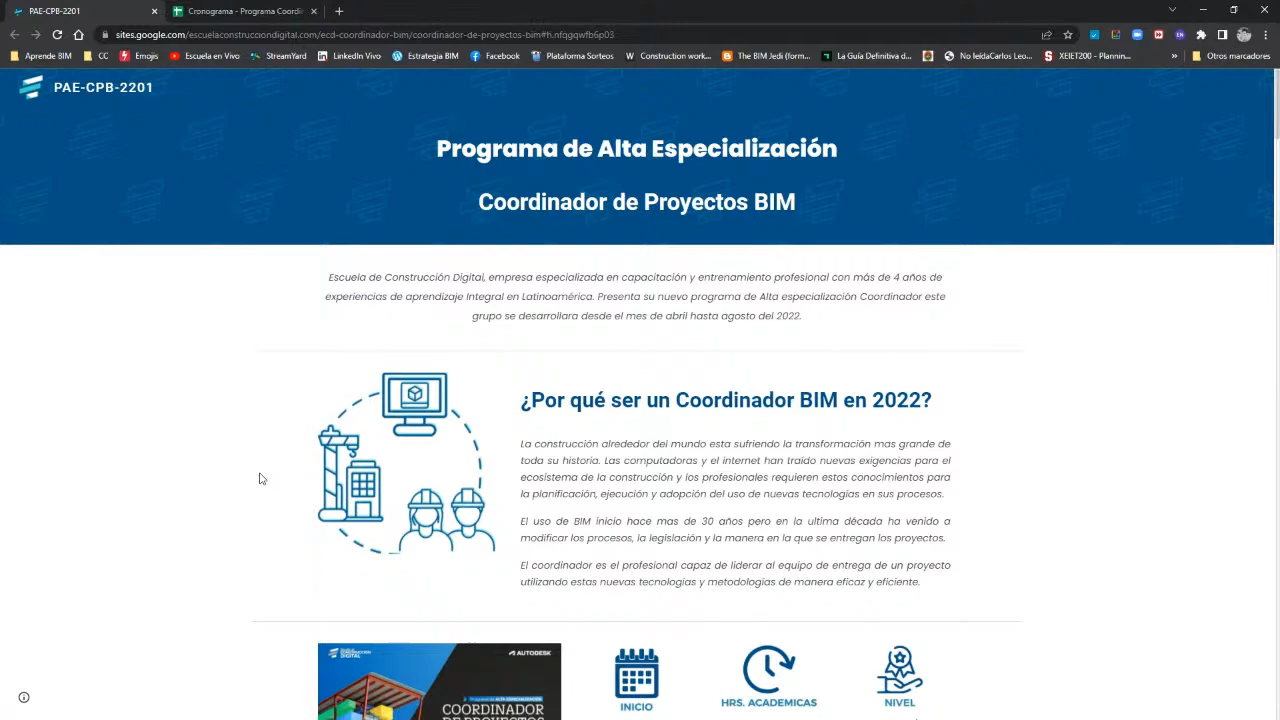 PAE-CPB-2201
Cronograma - Programa Coordin
sites.google.com/escuelaconstrucciondigital.com/ecd-coordinador-bim/coordinador-de-proyectos-bim#h.nfqgqwfb6p03
Aprende BIM
CC
Emojis
Escuela en Vivo
StreamYard
LinkedIn Vivo
Estrategia BIM
Facebook
Plataforma Sorteos
Construction work...
The BIM Jedi (form...
La Guía Definitiva d...
No leídaCarlos Leo...
XEIET200 - Plannin...
»
Otros marcadores
PAE-CPB-2201
Programa de Alta Especialización
Coordinador de Proyectos BIM
Escuela de Construcción Digital, empresa especializada en capacitación y entrenamiento profesional con más de 4 años de
experiencias de aprendizaje Integral en Latinoamérica. Presenta su nuevo programa de Alta especialización Coordinador este
grupo se desarrollara desde el mes de abril hasta agosto del 2022.
¿Por qué ser un Coordinador BIM en 2022?
La construcción alrededor del mundo esta sufriendo la transformación mas grande de
toda su historia. Las computadoras y el internet han traído nuevas exigencias para el
ecosistema de la construcción y los profesionales requieren estos conocimientos para
la planificación, ejecución y adopción del uso de nuevas tecnologías en sus procesos.
El uso de BIM inicio hace mas de 30 años pero en la ultima década ha venido a
modificar los procesos, la legislación y la manera en la que se entregan los proyectos.
El coordinador es el profesional capaz de liderar al equipo de entrega de un proyecto
utilizando estas nuevas tecnologías y metodologías de manera eficaz y eficiente.
AUTODESK
Programa de ALTA ESPECIALIZACIÓN
COORDINADOR
DE PROYECTOS
INICIO
HRS. ACADEMICAS
NIVEL